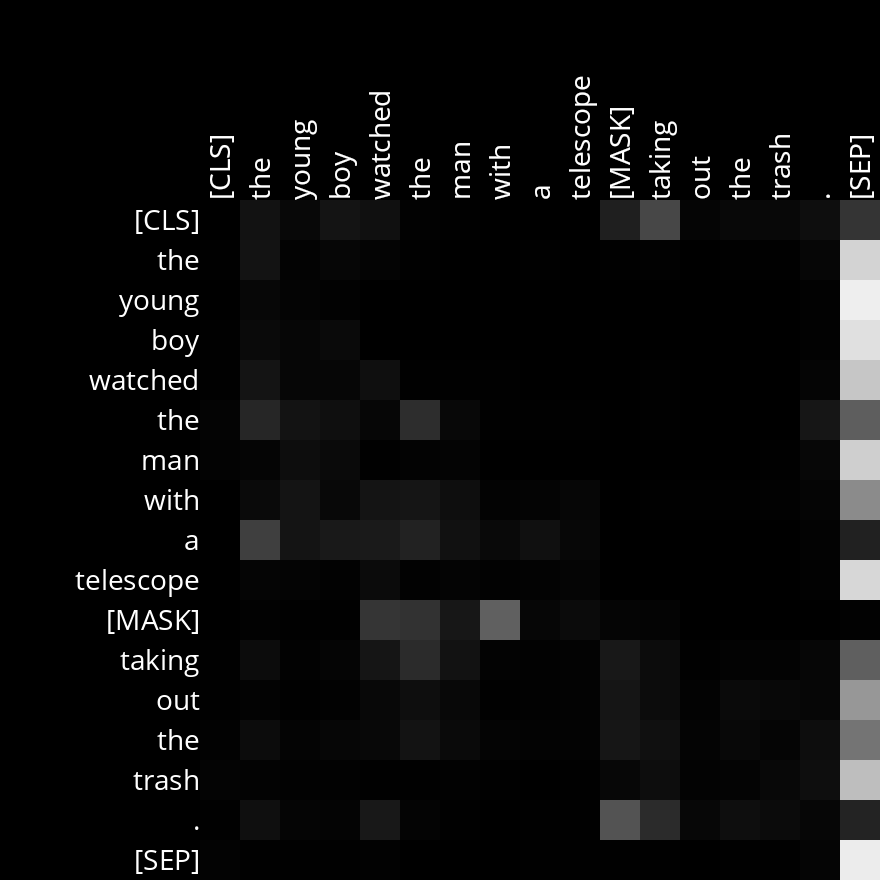 [CLS] the young boy watched the man with a telescope [MASK] taking out the trash . [SEP]
[CLS]
the
young
boy
watched
the
man
with
a
telescope
[MASK]
taking
out
the
trash
.
[SEP]